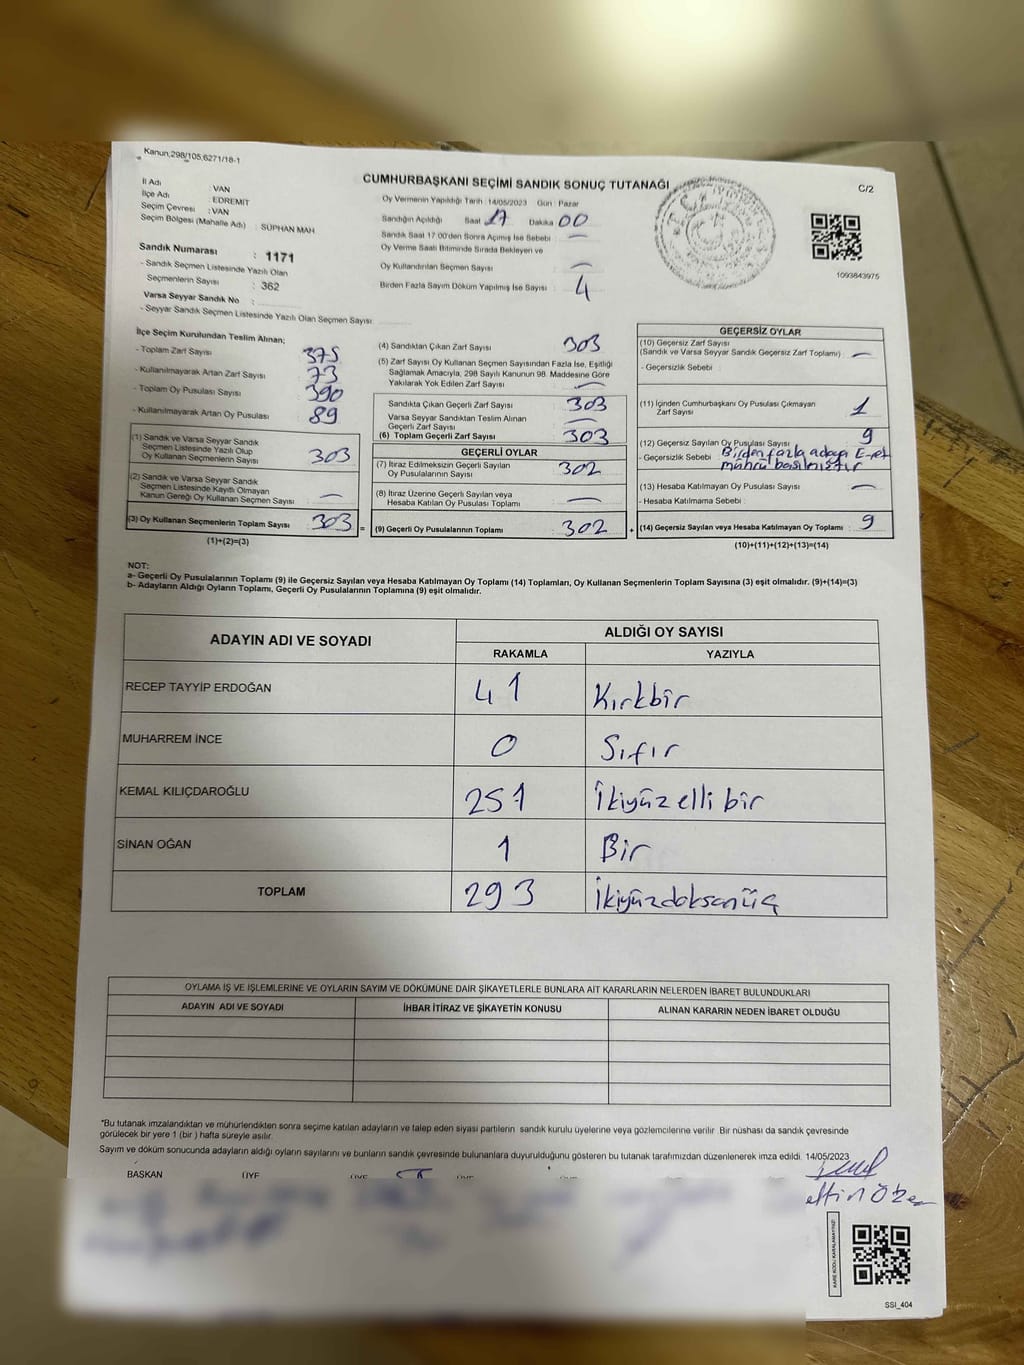 Kanun,298/105,6271/18-1
CUMHURBAŞKANI SEÇİMİ SANDIK SONUÇ TUTANAĞI
C/2
İl Adı : VAN
İlçe Adı : EDREMIT
Seçim Çevresi : VAN
Seçim Bölgesi (Mahalle Adı) : SÜPHAN MAH
Sandık Numarası : 1171
- Sandık Seçmen Listesinde Yazılı Olan
Seçmenlerin Sayısı : 362
Varsa Seyyar Sandık No :
- Seyyar Sandık Seçmen Listesinde Yazılı Olan Seçmen Sayısı:
Oy Vermenin Yapıldığı Tarih : 14/05/2023 Gün : Pazar
Sandığın Açıldığı Saat 17 Dakika 00
Sandık Saat 17.00'den Sonra Açılmış İse Sebebi : —
Oy Verme Saati Bitiminde Sırada Bekleyen ve
Oy Kullandırılan Seçmen Sayısı : —
Birden Fazla Sayım Döküm Yapılmış İse Sayısı : 4
1093843975
İlçe Seçim Kurulundan Teslim Alınan;
- Toplam Zarf Sayısı : 375
- Kullanılmayarak Artan Zarf Sayısı : 73
- Toplam Oy Pusulası Sayısı : 390
- Kullanılmayarak Artan Oy Pusulası : 89
(1) Sandık ve Varsa Seyyar Sandık
Seçmen Listesinde Yazılı Olup
Oy Kullanan Seçmenlerin Sayısı : 303
(2) Sandık ve Varsa Seyyar Sandık
Seçmen Listesinde Kayıtlı Olmayan
Kanun Gereği Oy Kullanan Seçmen Sayısı : —
(3) Oy Kullanan Seçmenlerin Toplam Sayısı : 303 =
(1)+(2)=(3)
(4) Sandıktan Çıkan Zarf Sayısı : 303
(5) Zarf Sayısı Oy Kullanan Seçmen Sayısından Fazla İse, Eşitliği
Sağlamak Amacıyla, 298 Sayılı Kanunun 98. Maddesine Göre
Yakılarak Yok Edilen Zarf Sayısı : —
Sandıkta Çıkan Geçerli Zarf Sayısı : 303
Varsa Seyyar Sandıktan Teslim Alınan
Geçerli Zarf Sayısı : —
(6) Toplam Geçerli Zarf Sayısı : 303
GEÇERLİ OYLAR
(7) İtiraz Edilmeksizin Geçerli Sayılan
Oy Pusulalarının Sayısı : 302
(8) İtiraz Üzerine Geçerli Sayılan veya
Hesaba Katılan Oy Pusulası Toplamı : —
(9) Geçerli Oy Pusulalarının Toplamı : 302 +
GEÇERSİZ OYLAR
(10) Geçersiz Zarf Sayısı
(Sandık ve Varsa Seyyar Sandık Geçersiz Zarf Toplamı) : —
- Geçersizlik Sebebi :
(11) İçinden Cumhurbaşkanı Oy Pusulası Çıkmayan
Zarf Sayısı : 1
(12) Geçersiz Sayılan Oy Pusulası Sayısı : 9
- Geçersizlik Sebebi : Birden fazla adaya Evet
mührü basılmıştır
(13) Hesaba Katılmayan Oy Pusulası Sayısı : —
- Hesaba Katılmama Sebebi :
(14) Geçersiz Sayılan veya Hesaba Katılmayan Oy Toplamı : 9
(10)+(11)+(12)+(13)=(14)
NOT:
a- Geçerli Oy Pusulalarının Toplamı (9) ile Geçersiz Sayılan veya Hesaba Katılmayan Oy Toplamı (14) Toplamları, Oy Kullanan Seçmenlerin Toplam Sayısına (3) eşit olmalıdır. (9)+(14)=(3)
b- Adayların Aldığı Oyların Toplamı, Geçerli Oy Pusulalarının Toplamına (9) eşit olmalıdır.
ADAYIN ADI VE SOYADI ALDIĞI OY SAYISI
RAKAMLA YAZIYLA
RECEP TAYYİP ERDOĞAN 41 Kırkbir
MUHARREM İNCE 0 Sıfır
KEMAL KILIÇDAROĞLU 251 İkiyüz elli bir
SİNAN OĞAN 1 Bir
TOPLAM 293 İkiyüzdoksanüç
OYLAMA İŞ VE İŞLEMLERİNE VE OYLARIN SAYIM VE DÖKÜMÜNE DAİR ŞİKAYETLERLE BUNLARA AİT KARARLARIN NELERDEN İBARET BULUNDUKLARI
ADAYIN ADI VE SOYADI İHBAR İTİRAZ VE ŞİKAYETİN KONUSU ALINAN KARARIN NEDEN İBARET OLDUĞU
*Bu tutanak imzalandıktan ve mühürlendikten sonra seçime katılan adayların ve talep eden siyasi partilerin sandık kurulu üyelerine veya gözlemcilerine verilir. Bir nüshası da sandık çevresinde
görülecek bir yere 1 (bir ) hafta süreyle asılır.
Sayım ve döküm sonucunda adayların aldığı oyların sayılarını ve bunların sandık çevresinde bulunanlara duyurulduğunu gösteren bu tutanak tarafımızdan düzenlenerek imza edildi. 14/05/2023
BAŞKAN ÜYE ÜYE ÜYE ÜYE
KARE KODU KARALAMAYINIZ!
SSİ_404